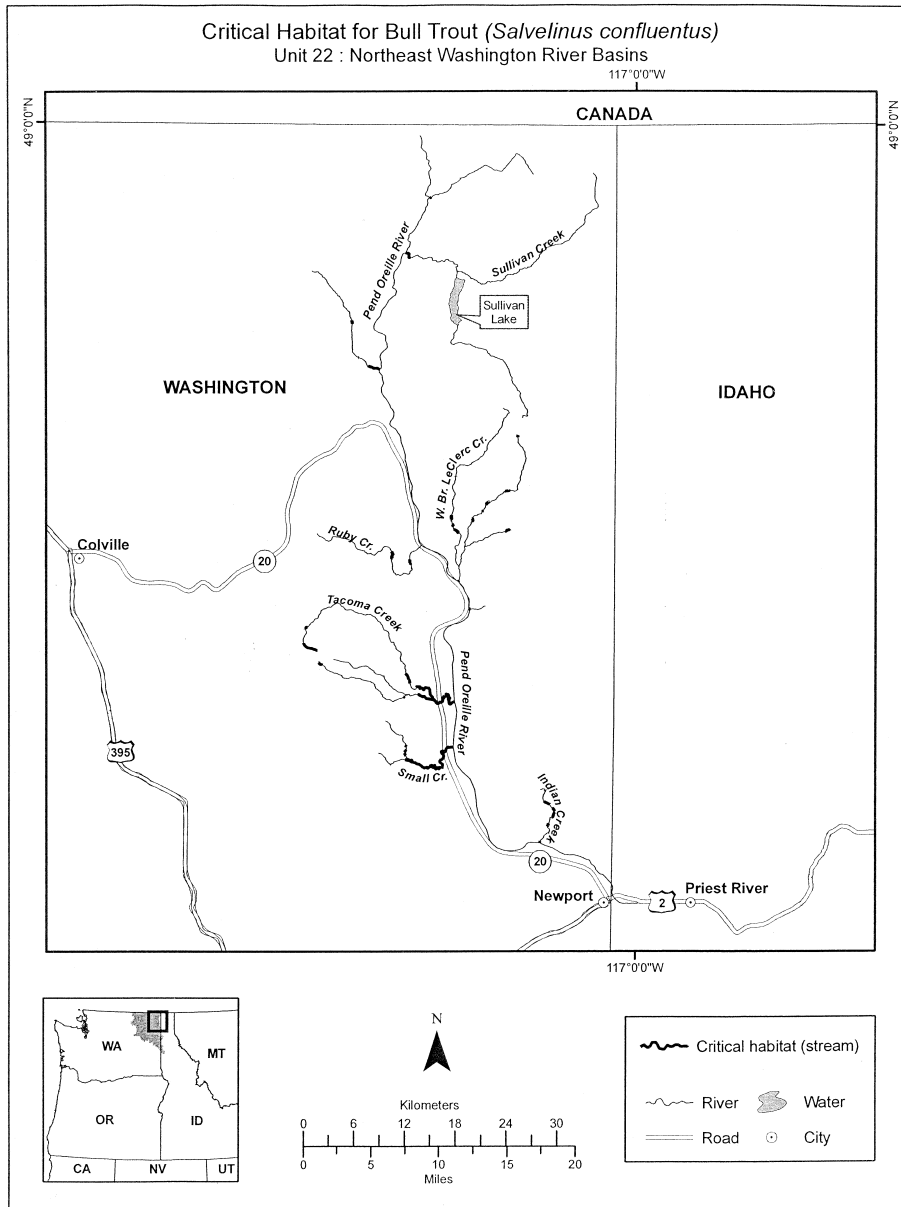 Critical Habitat for Bull Trout (Salvelinus confluentus)
Unit 22 : Northeast Washington River Basins
117°0'0"W
49°0'0"N
49°0'0"N
CANADA
Pend Oreille River
Sullivan Creek
Sullivan
Lake
WASHINGTON
IDAHO
W. Br. LeClerc Cr.
Ruby Cr.
Colville
20
Tacoma Creek
Pend Oreille River
395
Small Cr.
Indian Creek
20
Newport
2
Priest River
117°0'0"W
WA
MT
OR
ID
CA
NV
UT
N
Kilometers
0 6 12 18 24 30
0 5 10 15 20
Miles
Critical habitat (stream)
River
Water
Road
City